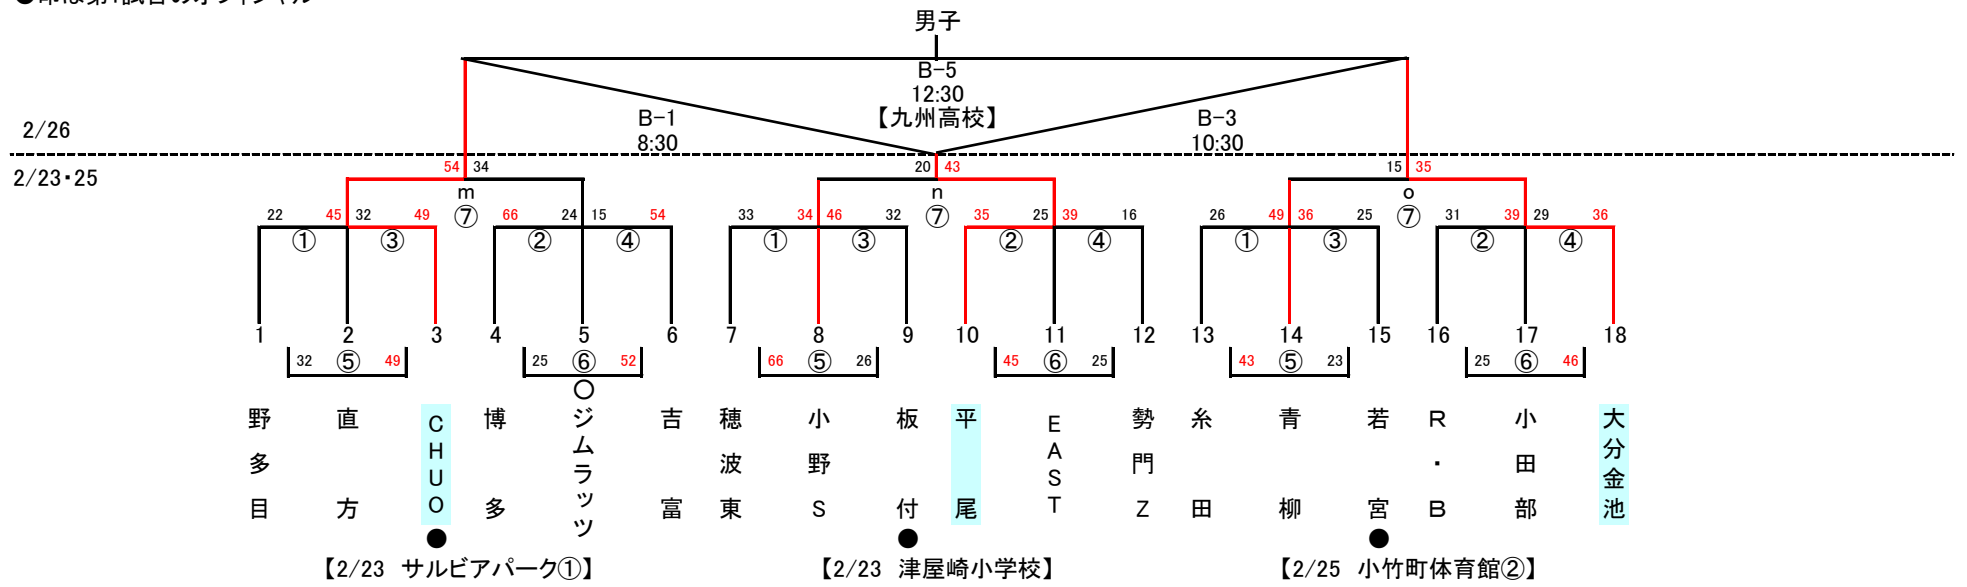 男子
B-5
12:30
【九州高校】
B-1
8:30
B-3
10:30
2/26
2/23・25
54 34 20 43 15 35
m n o
⑦ ⑦ ⑦
22 45 32 49 66 24 15 54 33 34 46 32 35 25 39 16 26 49 36 25 31 39 29 36
① ③ ② ④ ① ③ ② ④ ① ③ ② ④
1 2 3 4 5 6 7 8 9 10 11 12 13 14 15 16 17 18
32 ⑤ 49 25 ⑥ 52 66 ⑤ 26 45 ⑥ 25 43 ⑤ 23 25 ⑥ 46
野多目
直方
CHUO
博多
ジムラッツ
吉富
穂波東
小野S
板付
平尾
EAST
勢門Z
糸田
青柳
若宮
R・B
小田部
大分金池
【2/23 サルビアパーク①】
【2/23 津屋崎小学校】
【2/25 小竹町体育館②】